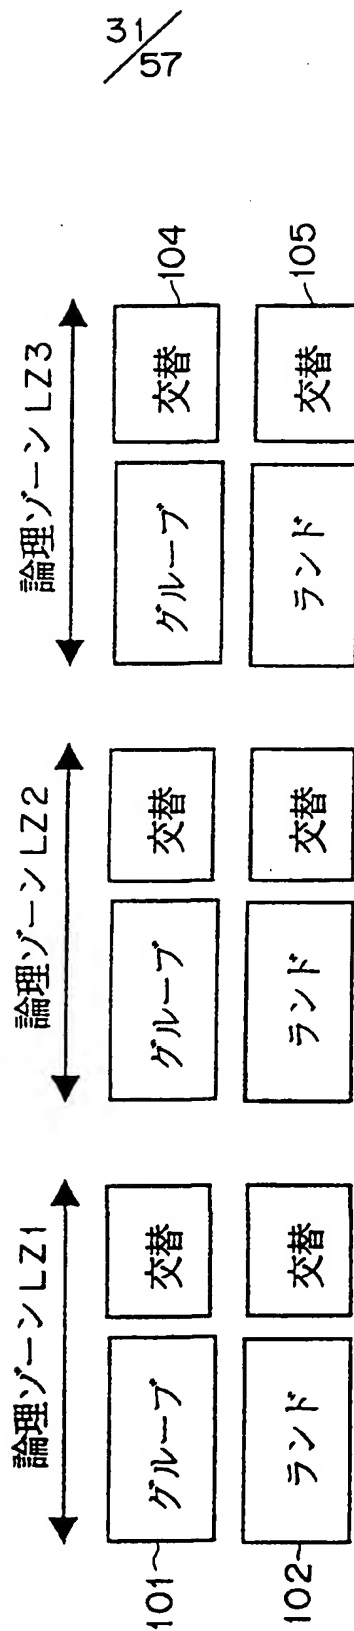 31/57
論理ゾーンLZ1
論理ゾーンLZ2
論理ゾーンLZ3
101
グルーブ
交替
グルーブ
交替
グルーブ
交替
104
102
ランド
交替
ランド
交替
ランド
交替
105